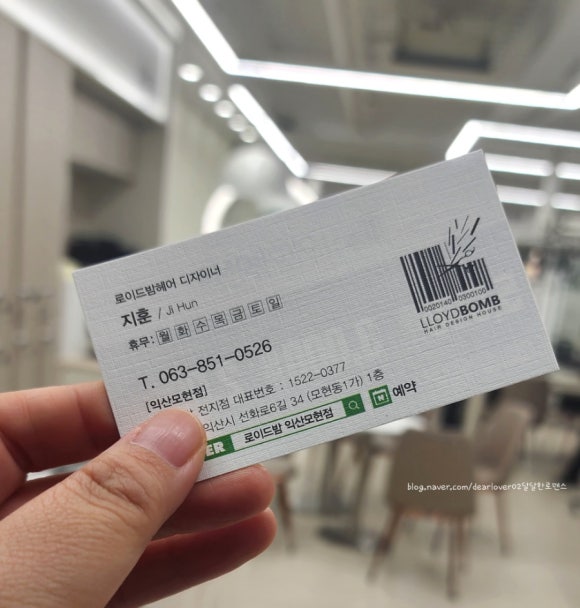 로이드밤헤어 디자이너
지훈 / Ji Hun
휴무: 월 화 수 목 금 토 일
T. 063-851-0526
[익산모현점]
전지점 대표번호 : 1522-0377
익산시 선화로6길 34 (모현동1가) 1층
로이드밤 익산모현점
N 예약
0020140 0200100
LLOYDBOMB
HAIR DESIGN HOUSE
blog.naver.com/dearlover02달달한로맨스